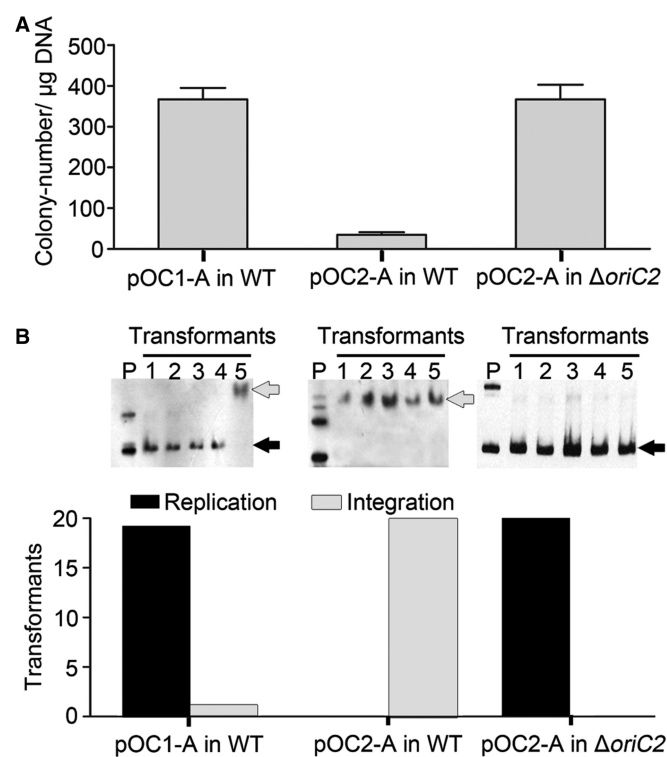 A
Colony-number/ µg DNA
500
400
300
200
100
0
pOC1-A in WT
pOC2-A in WT
pOC2-A in ΔoriC2
B
Transformants
Transformants
Transformants
P 1 2 3 4 5
P 1 2 3 4 5
P 1 2 3 4 5
Replication
Integration
Transformants
20
15
10
5
0
pOC1-A in WT
pOC2-A in WT
pOC2-A in ΔoriC2